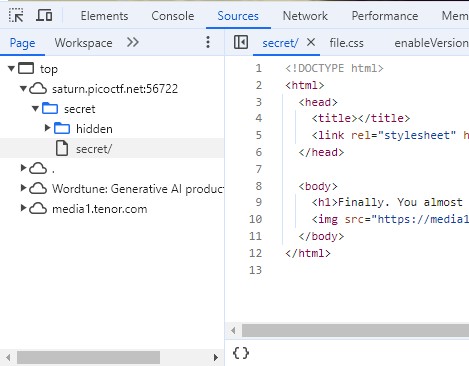 Elements Console Sources Network Performance Memory
Page Workspace >> secret/ × file.css enableVersion
top
saturn.picoctf.net:56722
secret
hidden
secret/
.
Wordtune: Generative AI product
media1.tenor.com
1 <!DOCTYPE html>
2 <html>
3 <head>
4 <title></title>
5 <link rel="stylesheet" h
6 </head>
7
8 <body>
9 <h1>Finally. You almost
10 <img src="https://media1
11 </body>
12 </html>
13
{}